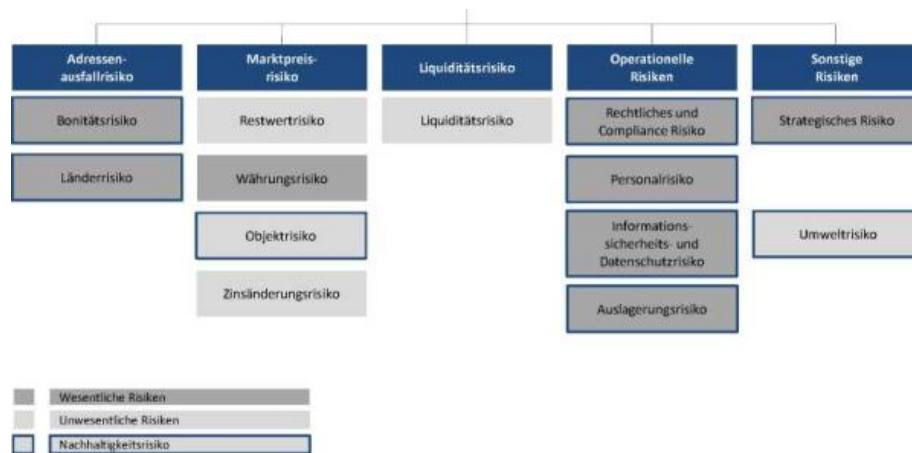 Adressen-
ausfallrisiko
Bonitätsrisiko
Länderrisiko
Marktpreis-
risiko
Restwertrisiko
Währungsrisiko
Objektrisiko
Zinsänderungsrisiko
Liquiditätsrisiko
Liquiditätsrisiko
Operationelle
Risiken
Rechtliches und
Compliance Risiko
Personalrisiko
Informations-
sicherheits- und
Datenschutzrisiko
Auslagerungsrisiko
Sonstige
Risiken
Strategisches Risiko
Umweltrisiko
Wesentliche Risiken
Unwesentliche Risiken
Nachhaltigkeitsrisiko